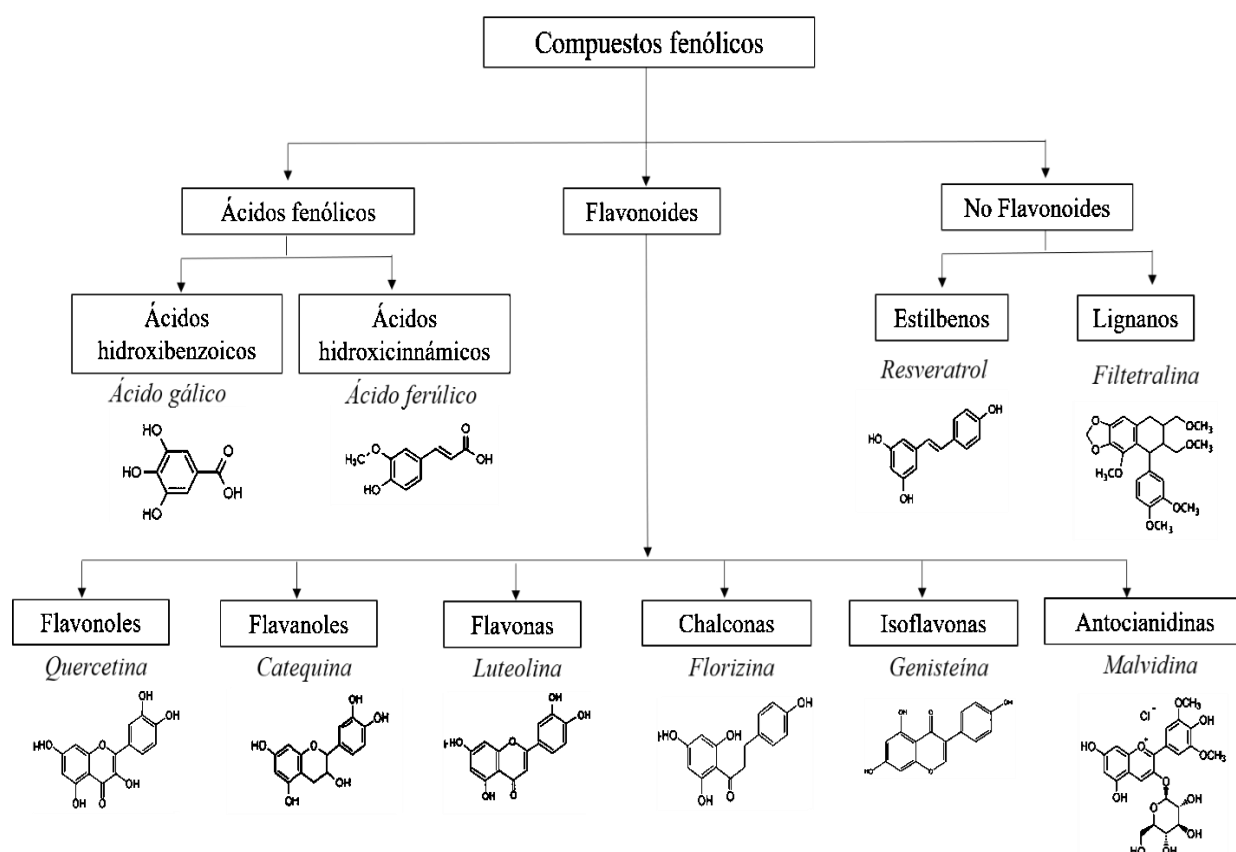 Compuestos fenólicos
Ácidos fenólicos
Flavonoides
No Flavonoides
Ácidos
hidroxibenzoicos
Ácido gálico
Ácidos
hidroxicinnámicos
Ácido ferúlico
Estilbenos
Resveratrol
Lignanos
Filtetralina
HO
HO
HO
O
OH
O
H₃C
O
HO
OH
OH
HO
OH
O
O
H₃CO
OCH₃
OCH₃
OCH₃
OCH₃
Flavonoles
Quercetina
Flavanoles
Catequina
Flavonas
Luteolina
Chalconas
Florizina
Isoflavonas
Genisteína
Antocianidinas
Malvidina
OH
OH
HO
O
OH
OH
O
OH
OH
HO
O
OH
OH
OH
OH
HO
O
OH
O
OH
HO
OH
OH
O
OH
O
OH
HO
O
Cl⁻
OCH₃
OH
HO
O⁺
OCH₃
OH
O
O
OH
HO
OH
HO